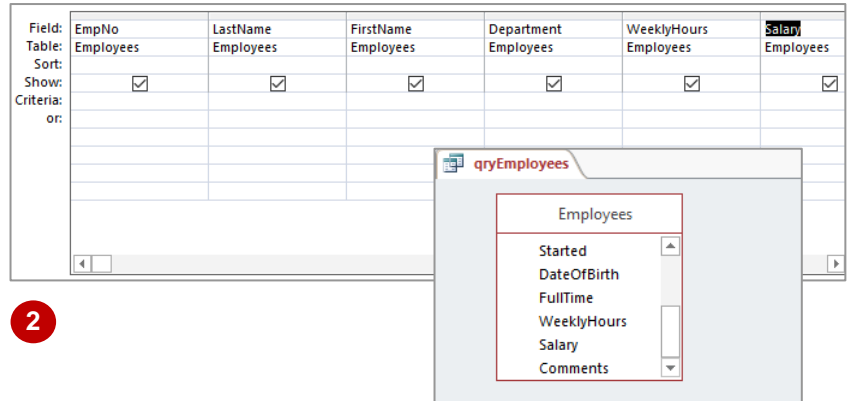 Field: EmpNo LastName FirstName Department WeeklyHours Salary
Table: Employees Employees Employees Employees Employees Employees
Sort:
Show:
Criteria:
or:
qryEmployees
Employees
Started
DateOfBirth
FullTime
WeeklyHours
Salary
Comments
2